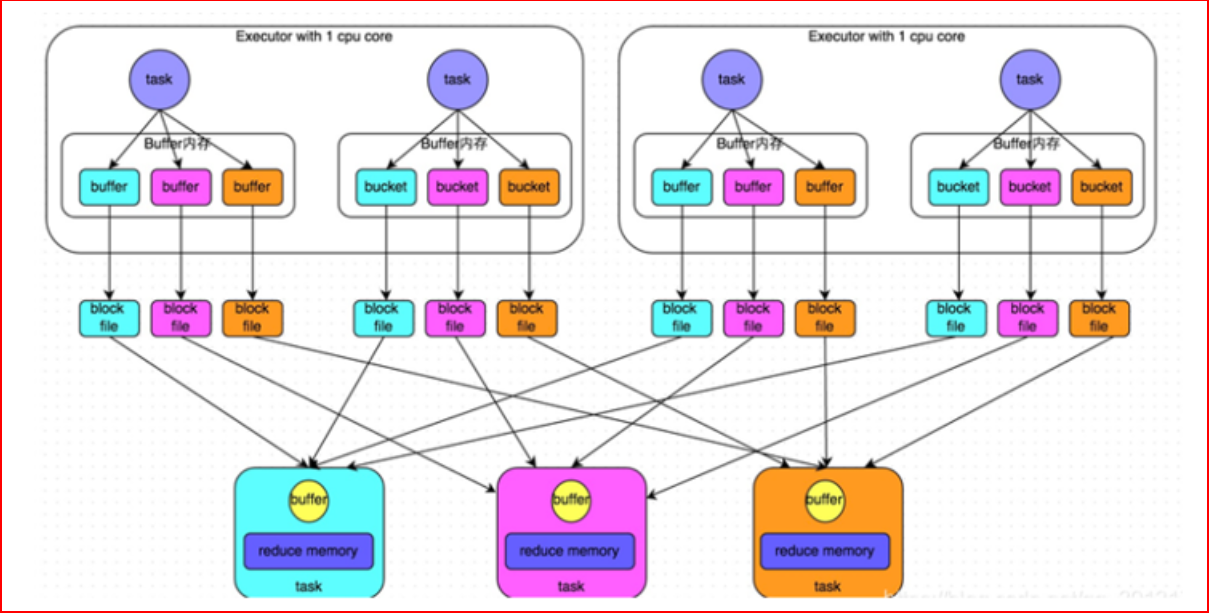 Executor with 1 cpu core
Executor with 1 cpu core
task
task
task
task
Buffer内存
Buffer内存
Buffer内存
Buffer内存
buffer
buffer
buffer
bucket
bucket
bucket
buffer
buffer
buffer
bucket
bucket
bucket
block
file
block
file
block
file
block
file
block
file
block
file
block
file
block
file
block
file
block
file
block
file
block
file
buffer
buffer
buffer
reduce memory
reduce memory
reduce memory
task
task
task